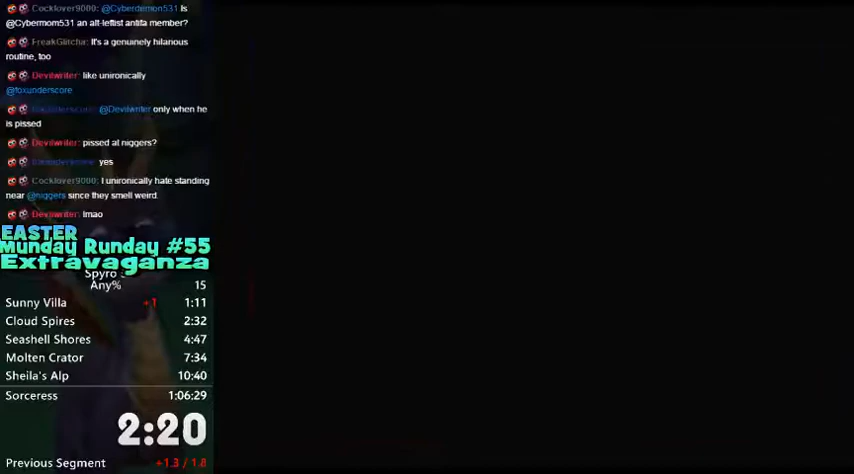 Cocklover9000: @Cyberdemon531 Is
@Cybermom531 an alt-leftist antifa member?
FreakGlitcha: It's a genuinely hilarious
routine, too
Devilwriter: like unironically
@foxunderscore
@Devilwriter only when he
is pissed
Devilwriter: pissed at niggers?
yes
Cocklover9000: I unironically hate standing
near @niggers since they smell weird.
Devilwriter: lmao
EASTER
Munday Runday #55
Extravaganza
Spyro
Any% 15
Sunny Villa +1 1:11
Cloud Spires 2:32
Seashell Shores 4:47
Molten Crator 7:34
Sheila's Alp 10:40
Sorceress 1:06:29
2:20
Previous Segment +1.3 / 1.8